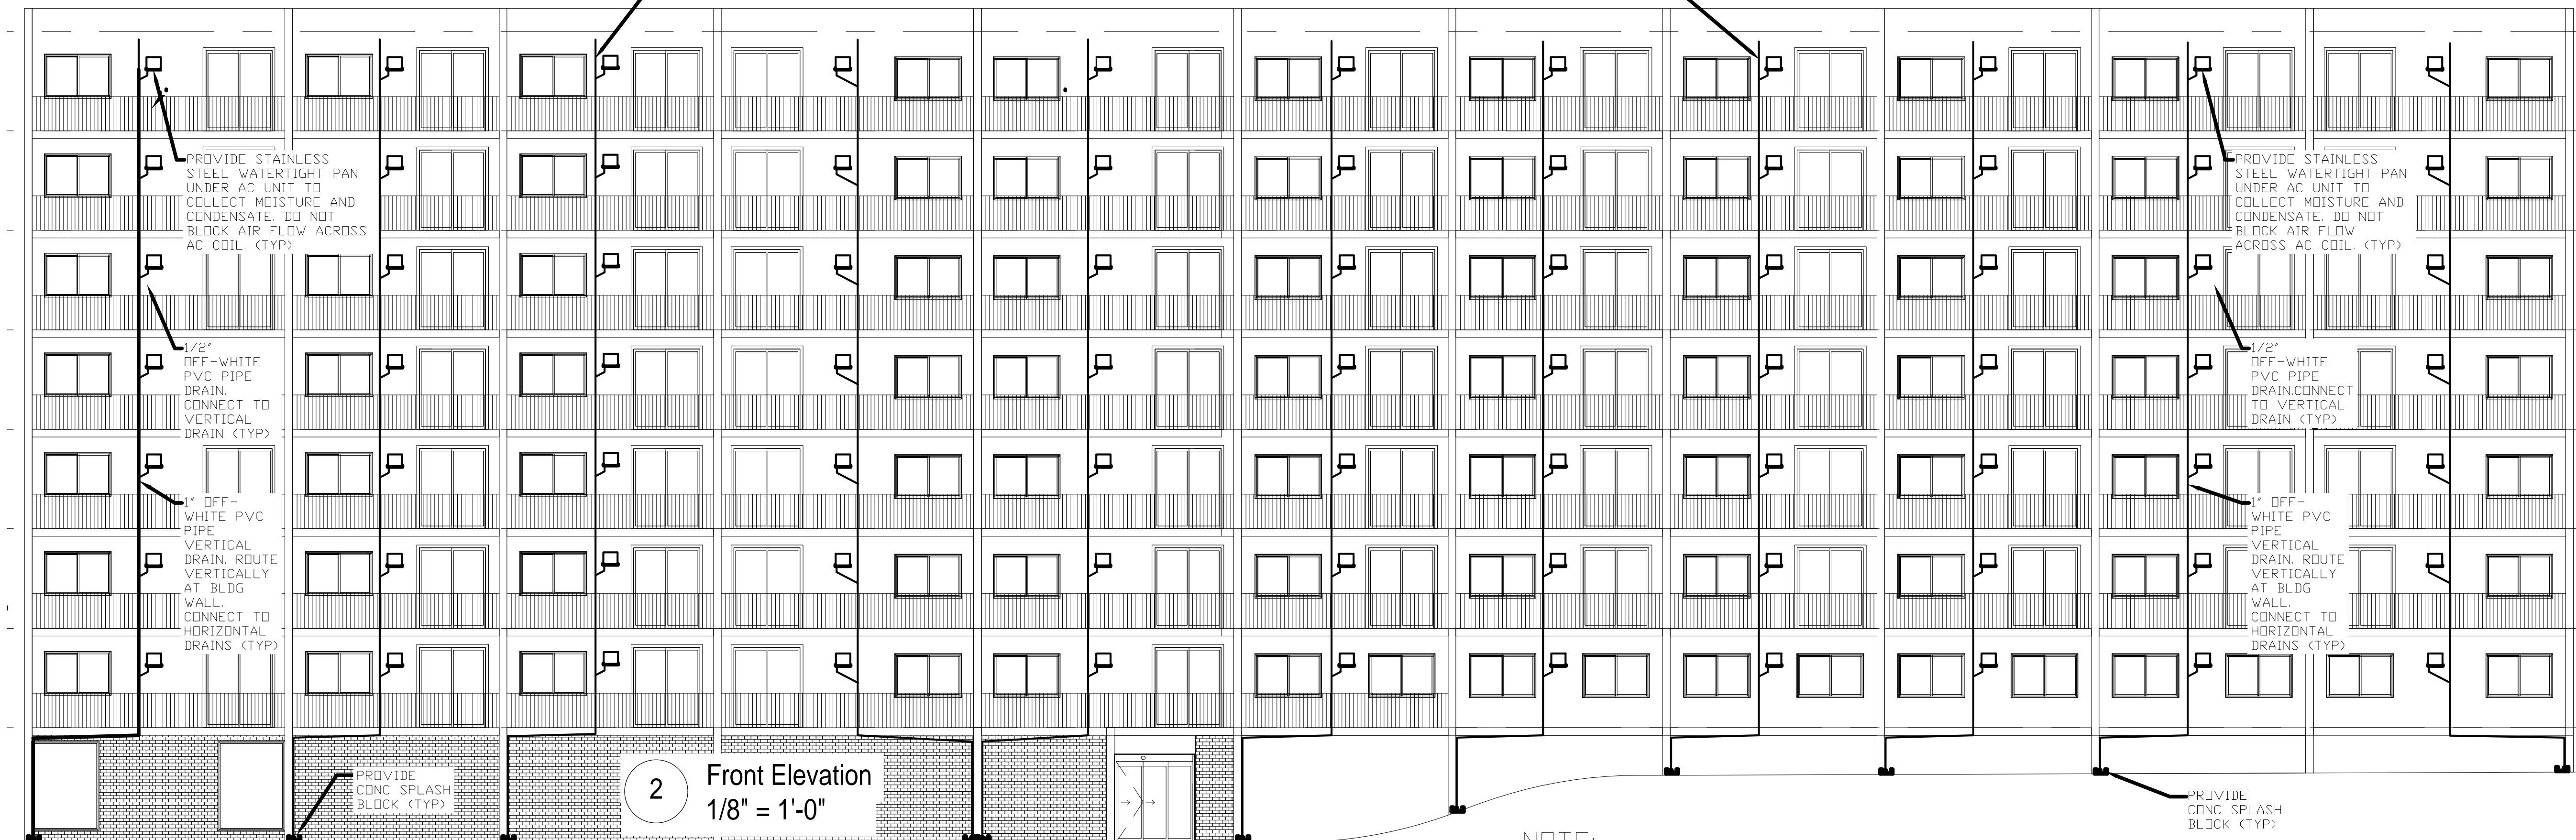 PROVIDE STAINLESS
STEEL WATERTIGHT PAN
UNDER AC UNIT TO
COLLECT MOISTURE AND
CONDENSATE. DO NOT
BLOCK AIR FLOW ACROSS
AC COIL. (TYP)
1/2"
OFF-WHITE
PVC PIPE
DRAIN.
CONNECT TO
VERTICAL
DRAIN (TYP)
1" OFF-
WHITE PVC
PIPE
VERTICAL
DRAIN. ROUTE
VERTICALLY
AT BLDG
WALL.
CONNECT TO
HORIZONTAL
DRAINS (TYP)
PROVIDE
CONC SPLASH
BLOCK (TYP)
2
Front Elevation
1/8" = 1'-0"
PROVIDE STAINLESS
STEEL WATERTIGHT PAN
UNDER AC UNIT TO
COLLECT MOISTURE AND
CONDENSATE. DO NOT
BLOCK AIR FLOW
ACROSS AC COIL. (TYP)
1/2"
OFF-WHITE
PVC PIPE
DRAIN.CONNECT
TO VERTICAL
DRAIN (TYP)
1" OFF-
WHITE PVC
PIPE
VERTICAL
DRAIN. ROUTE
VERTICALLY
AT BLDG
WALL.
CONNECT TO
HORIZONTAL
DRAINS (TYP)
PROVIDE
CONC SPLASH
BLOCK (TYP)
NOTE: